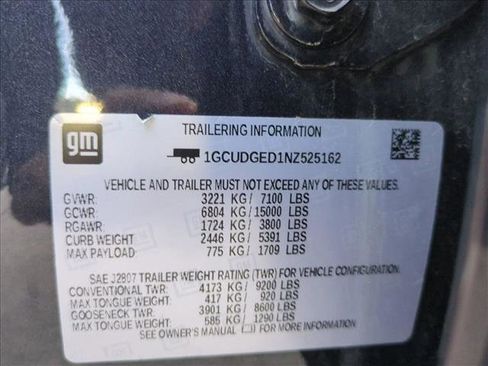 gm
TRAILERING INFORMATION
1GCUDGED1NZ525162
VEHICLE AND TRAILER MUST NOT EXCEED ANY OF THESE VALUES:
GVWR: 3221 KG/ 7100 LBS
GCWR: 6804 KG/ 15000 LBS
RGAWR: 1724 KG/ 3800 LBS
CURB WEIGHT 2446 KG/ 5391 LBS
MAX PAYLOAD: 775 KG/ 1709 LBS
SAE J2807 TRAILER WEIGHT RATING (TWR) FOR VEHICLE CONFIGURATION.
CONVENTIONAL TWR: 4173 KG/ 9200 LBS
MAX TONGUE WEIGHT: 417 KG/ 920 LBS
GOOSENECK TWR: 3901 KG/ 8600 LBS
MAX TONGUE WEIGHT: 585 KG/ 1290 LBS
SEE OWNER'S MANUAL FOR MORE INFORMATION